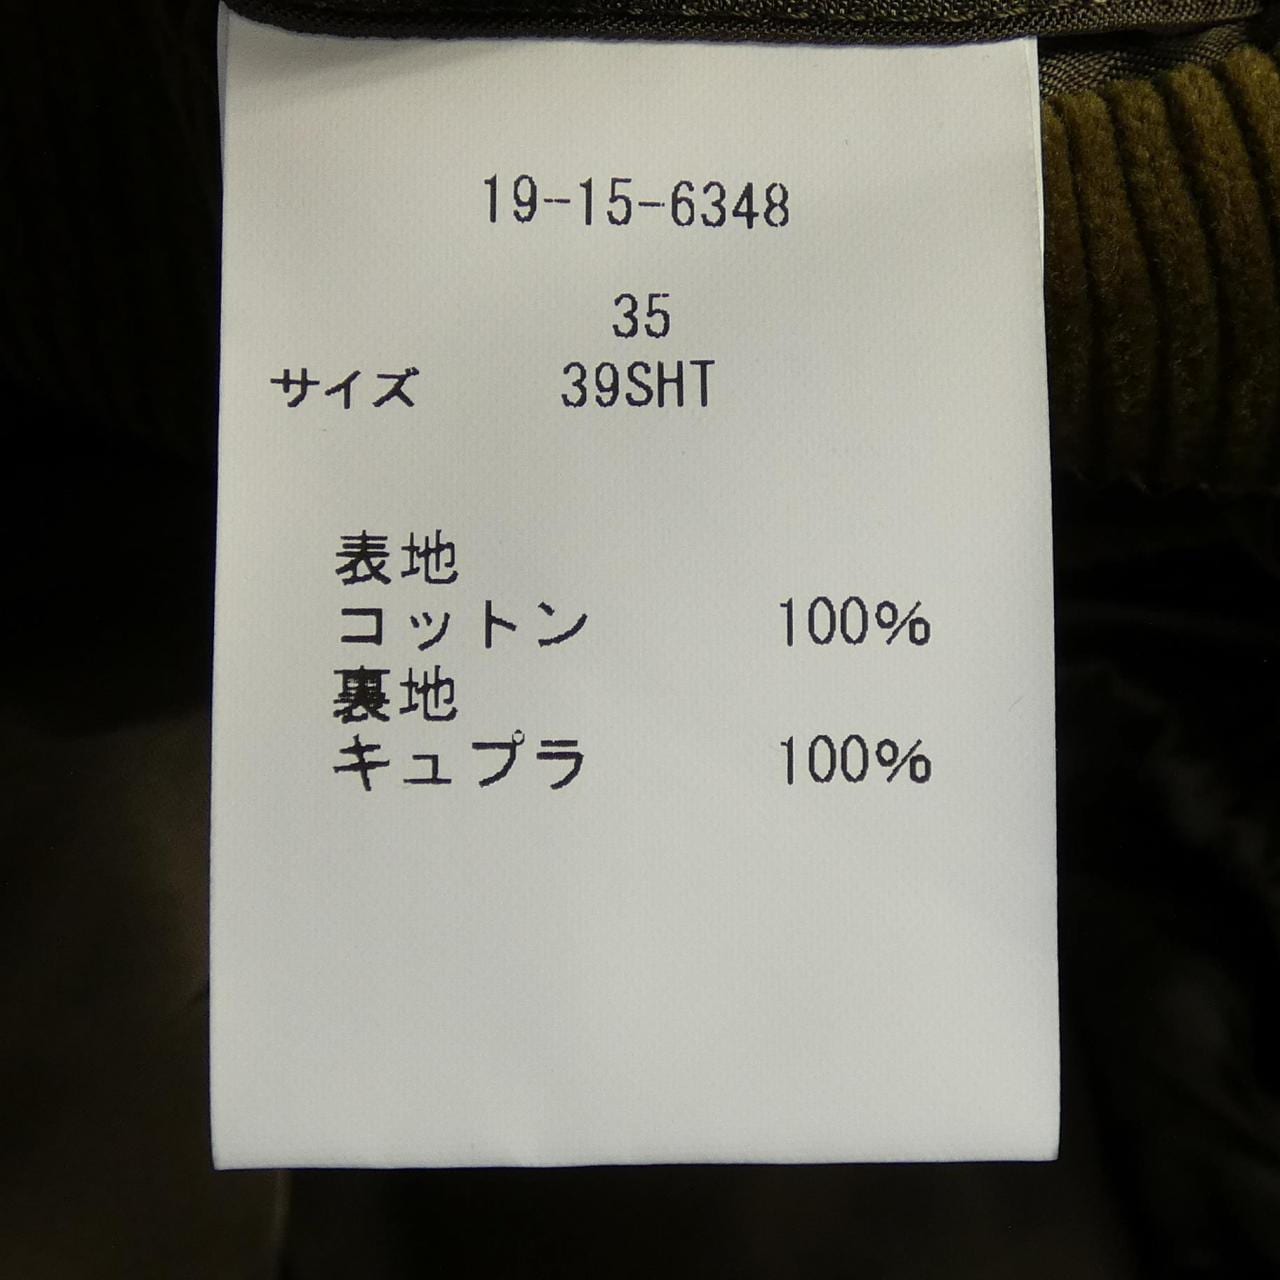 19-15-6348
35
サイズ 39SHT
表地
コットン 100%
裏地
キュプラ 100%